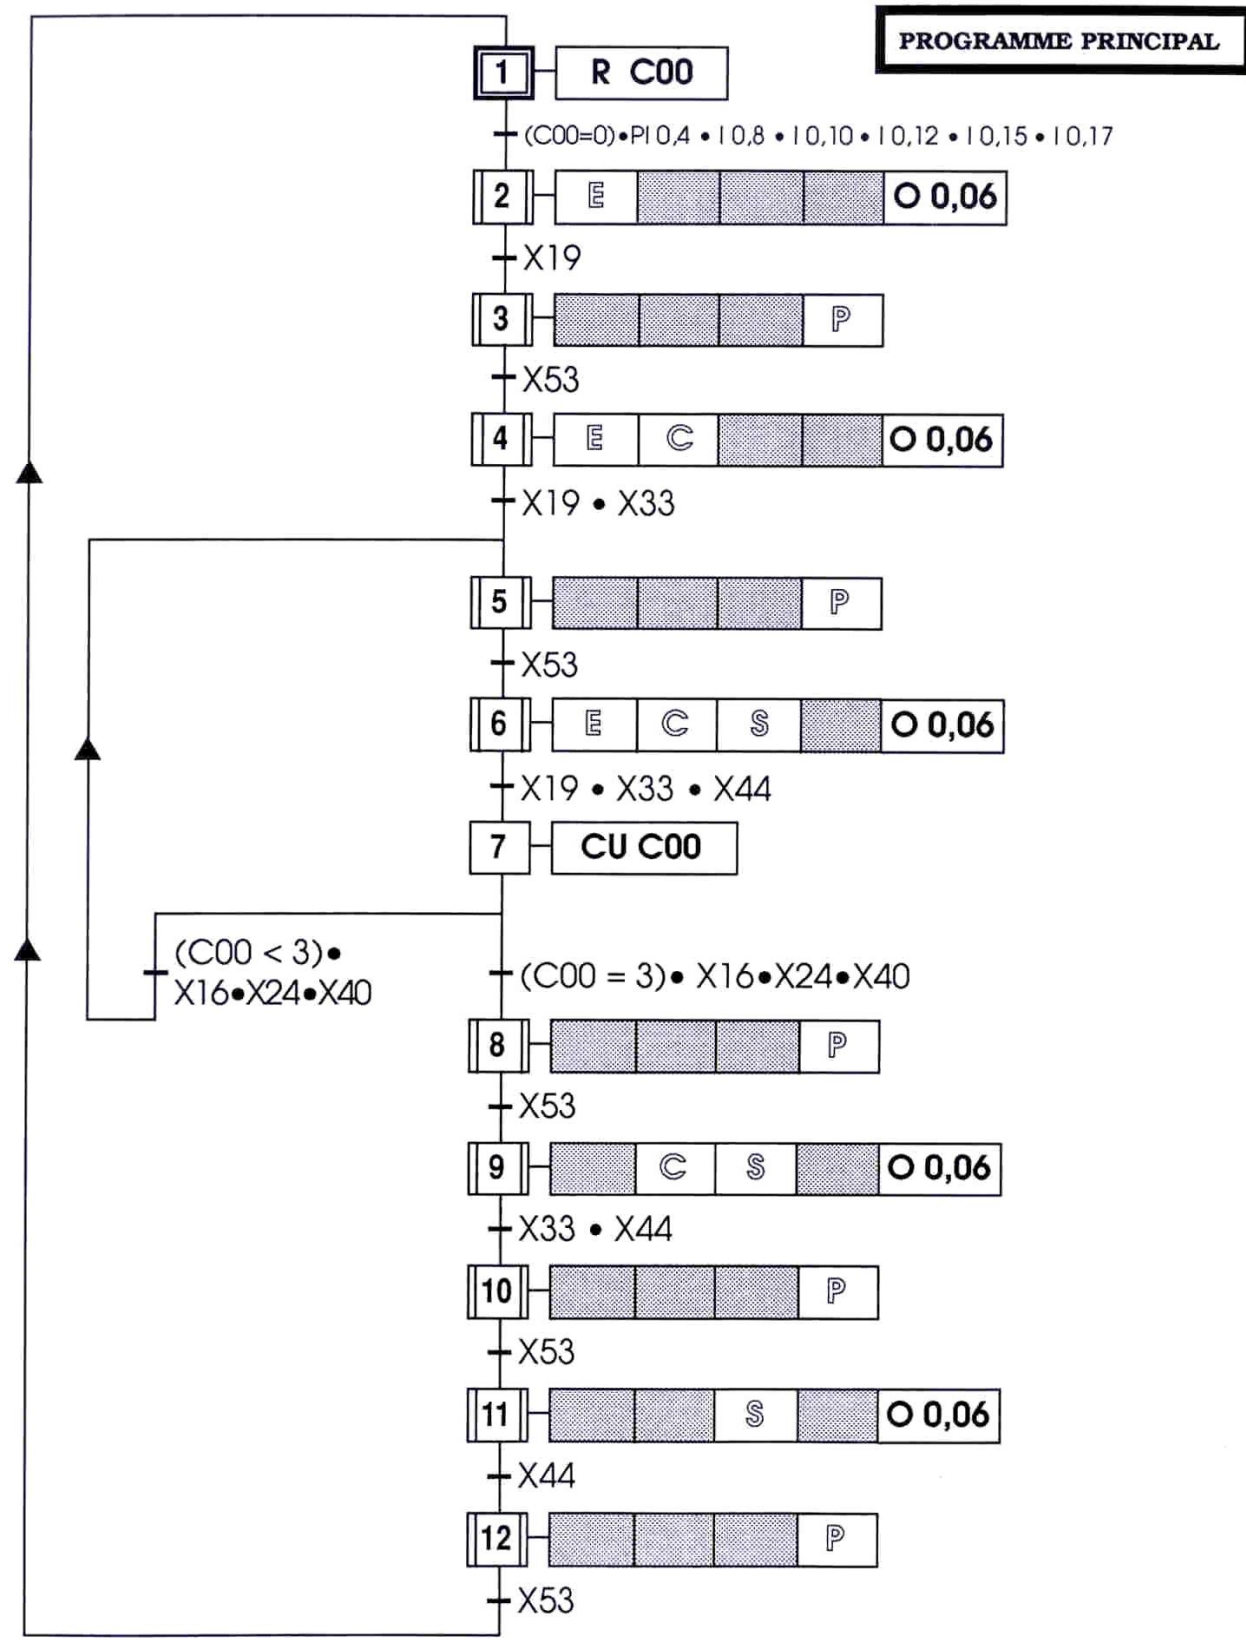 PROGRAMME PRINCIPAL
1 R C00
(C00=0)•PI 0,4 • I 0,8 • I 0,10 • I 0,12 • I 0,15 • I 0,17
2 E O 0,06
X19
3 P
X53
4 E C O 0,06
X19 • X33
5 P
X53
6 E C S O 0,06
X19 • X33 • X44
7 CU C00
(C00 < 3)•
X16•X24•X40
(C00 = 3)• X16•X24•X40
8 P
X53
9 C S O 0,06
X33 • X44
10 P
X53
11 S O 0,06
X44
12 P
X53